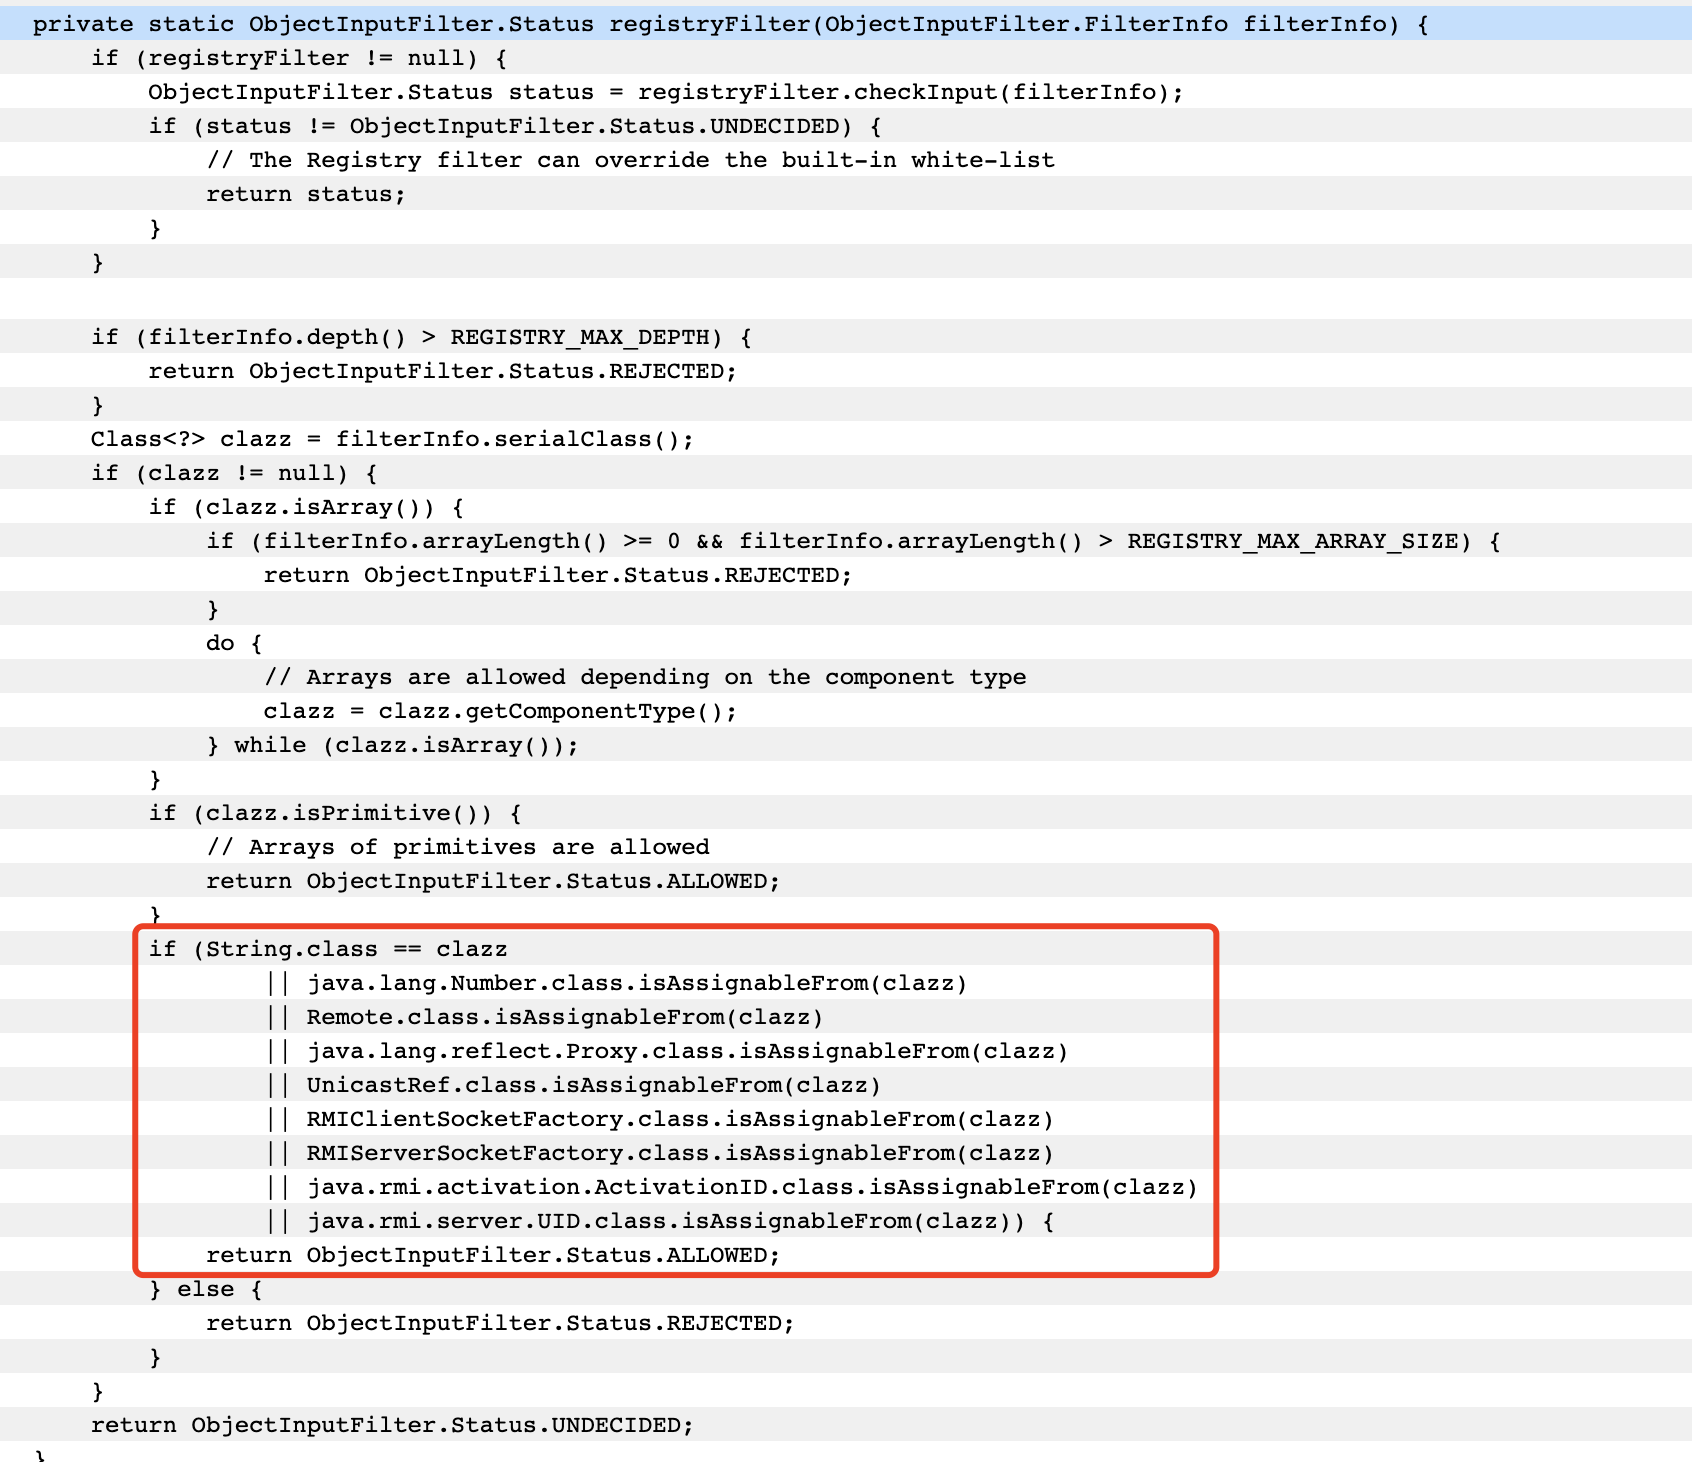 private static ObjectInputFilter.Status registryFilter(ObjectInputFilter.FilterInfo filterInfo) {
    if (registryFilter != null) {
        ObjectInputFilter.Status status = registryFilter.checkInput(filterInfo);
        if (status != ObjectInputFilter.Status.UNDECIDED) {
            // The Registry filter can override the built-in white-list
            return status;
        }
    }

    if (filterInfo.depth() > REGISTRY_MAX_DEPTH) {
        return ObjectInputFilter.Status.REJECTED;
    }
    Class<?> clazz = filterInfo.serialClass();
    if (clazz != null) {
        if (clazz.isArray()) {
            if (filterInfo.arrayLength() >= 0 && filterInfo.arrayLength() > REGISTRY_MAX_ARRAY_SIZE) {
                return ObjectInputFilter.Status.REJECTED;
            }
            do {
                // Arrays are allowed depending on the component type
                clazz = clazz.getComponentType();
            } while (clazz.isArray());
        }
        if (clazz.isPrimitive()) {
            // Arrays of primitives are allowed
            return ObjectInputFilter.Status.ALLOWED;
        }
        if (String.class == clazz
                || java.lang.Number.class.isAssignableFrom(clazz)
                || Remote.class.isAssignableFrom(clazz)
                || java.lang.reflect.Proxy.class.isAssignableFrom(clazz)
                || UnicastRef.class.isAssignableFrom(clazz)
                || RMIClientSocketFactory.class.isAssignableFrom(clazz)
                || RMIServerSocketFactory.class.isAssignableFrom(clazz)
                || java.rmi.activation.ActivationID.class.isAssignableFrom(clazz)
                || java.rmi.server.UID.class.isAssignableFrom(clazz)) {
            return ObjectInputFilter.Status.ALLOWED;
        } else {
            return ObjectInputFilter.Status.REJECTED;
        }
    }
    return ObjectInputFilter.Status.UNDECIDED;
}